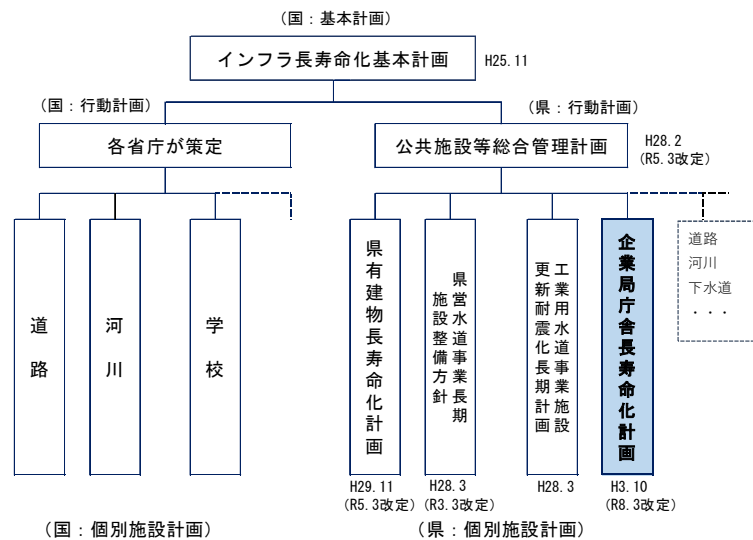 （国：基本計画）
インフラ長寿命化基本計画
H25.11
（国：行動計画）
（県：行動計画）
各省庁が策定
公共施設等総合管理計画
H28.2
（R5.3改定）
道路
河川
学校
県有建物長寿命化計画
県営水道事業長期
施設整備方針
工業用水道事業施設
更新耐震化長期計画
企業局庁舎長寿命化計画
道路
河川
下水道
・・・
H29.11
（R5.3改定）
H28.3
（R3.3改定）
H28.3
H3.10
（R8.3改定）
（国：個別施設計画）
（県：個別施設計画）